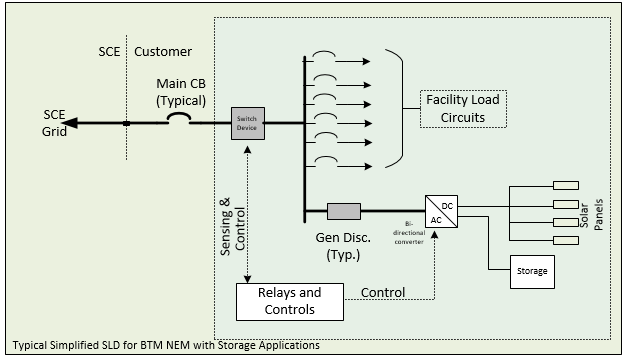 SCE
Customer
Main CB
(Typical)
SCE
Grid
Switch
Device
Facility Load
Circuits
Sensing &
Control
Gen Disc.
(Typ.)
Bi-
directional
converter
DC
AC
Solar
Panels
Storage
Relays and
Controls
Control
Typical Simplified SLD for BTM NEM with Storage Applications